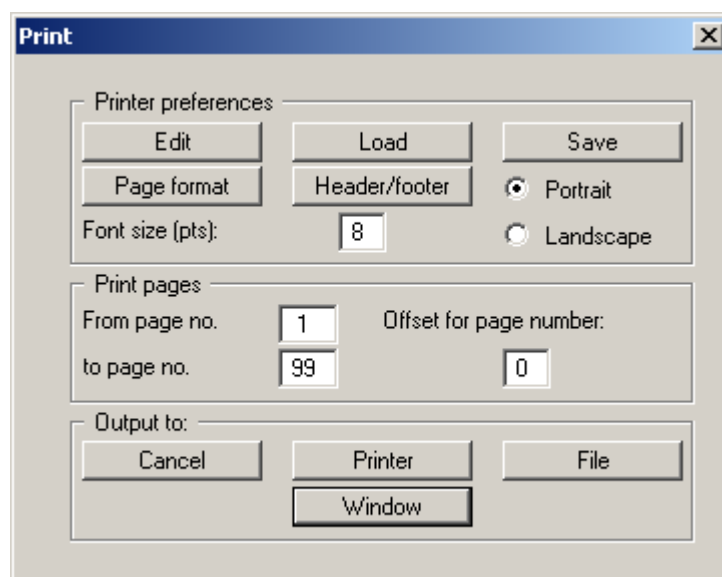 Print
Printer preferences
Edit Load Save
Page format Header/footer Portrait
Font size (pts): 8 Landscape
Print pages
From page no. 1 Offset for page number:
to page no. 99 0
Output to:
Cancel Printer File
Window